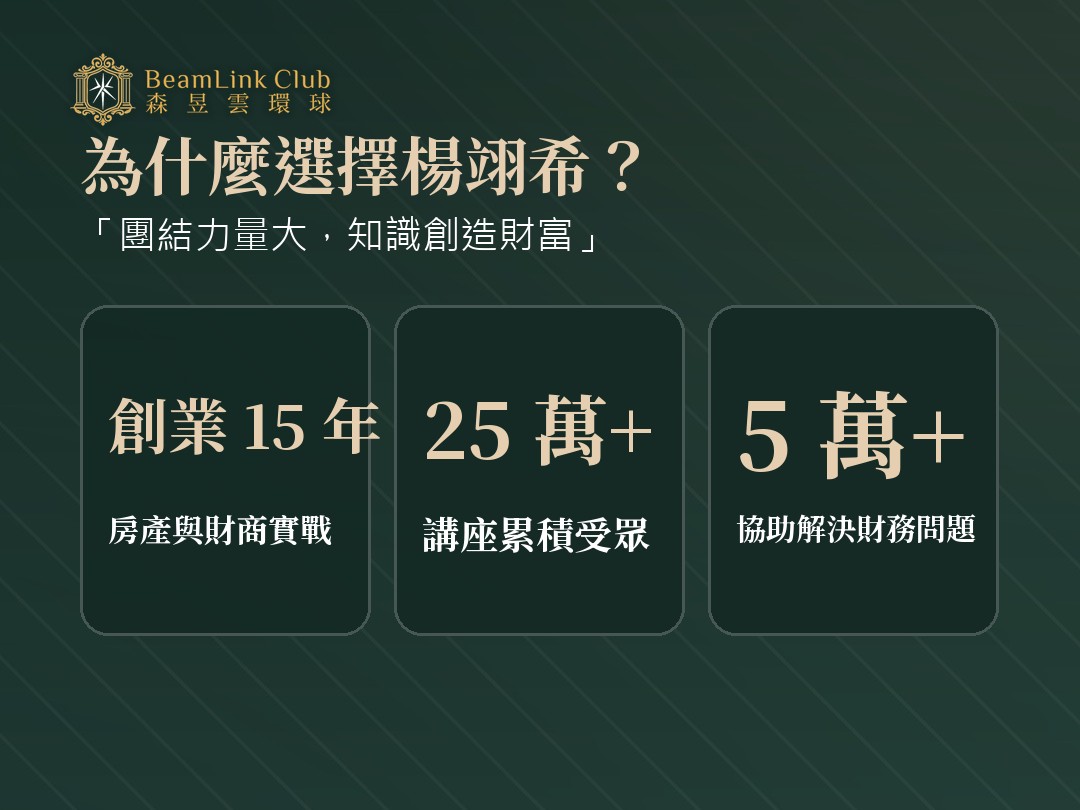 BeamLink Club
森昱雲環球
為什麼選擇楊翊希？
「團結力量大，知識創造財富」
創業 15 年
房產與財商實戰
25 萬+
講座累積受眾
5 萬+
協助解決財務問題